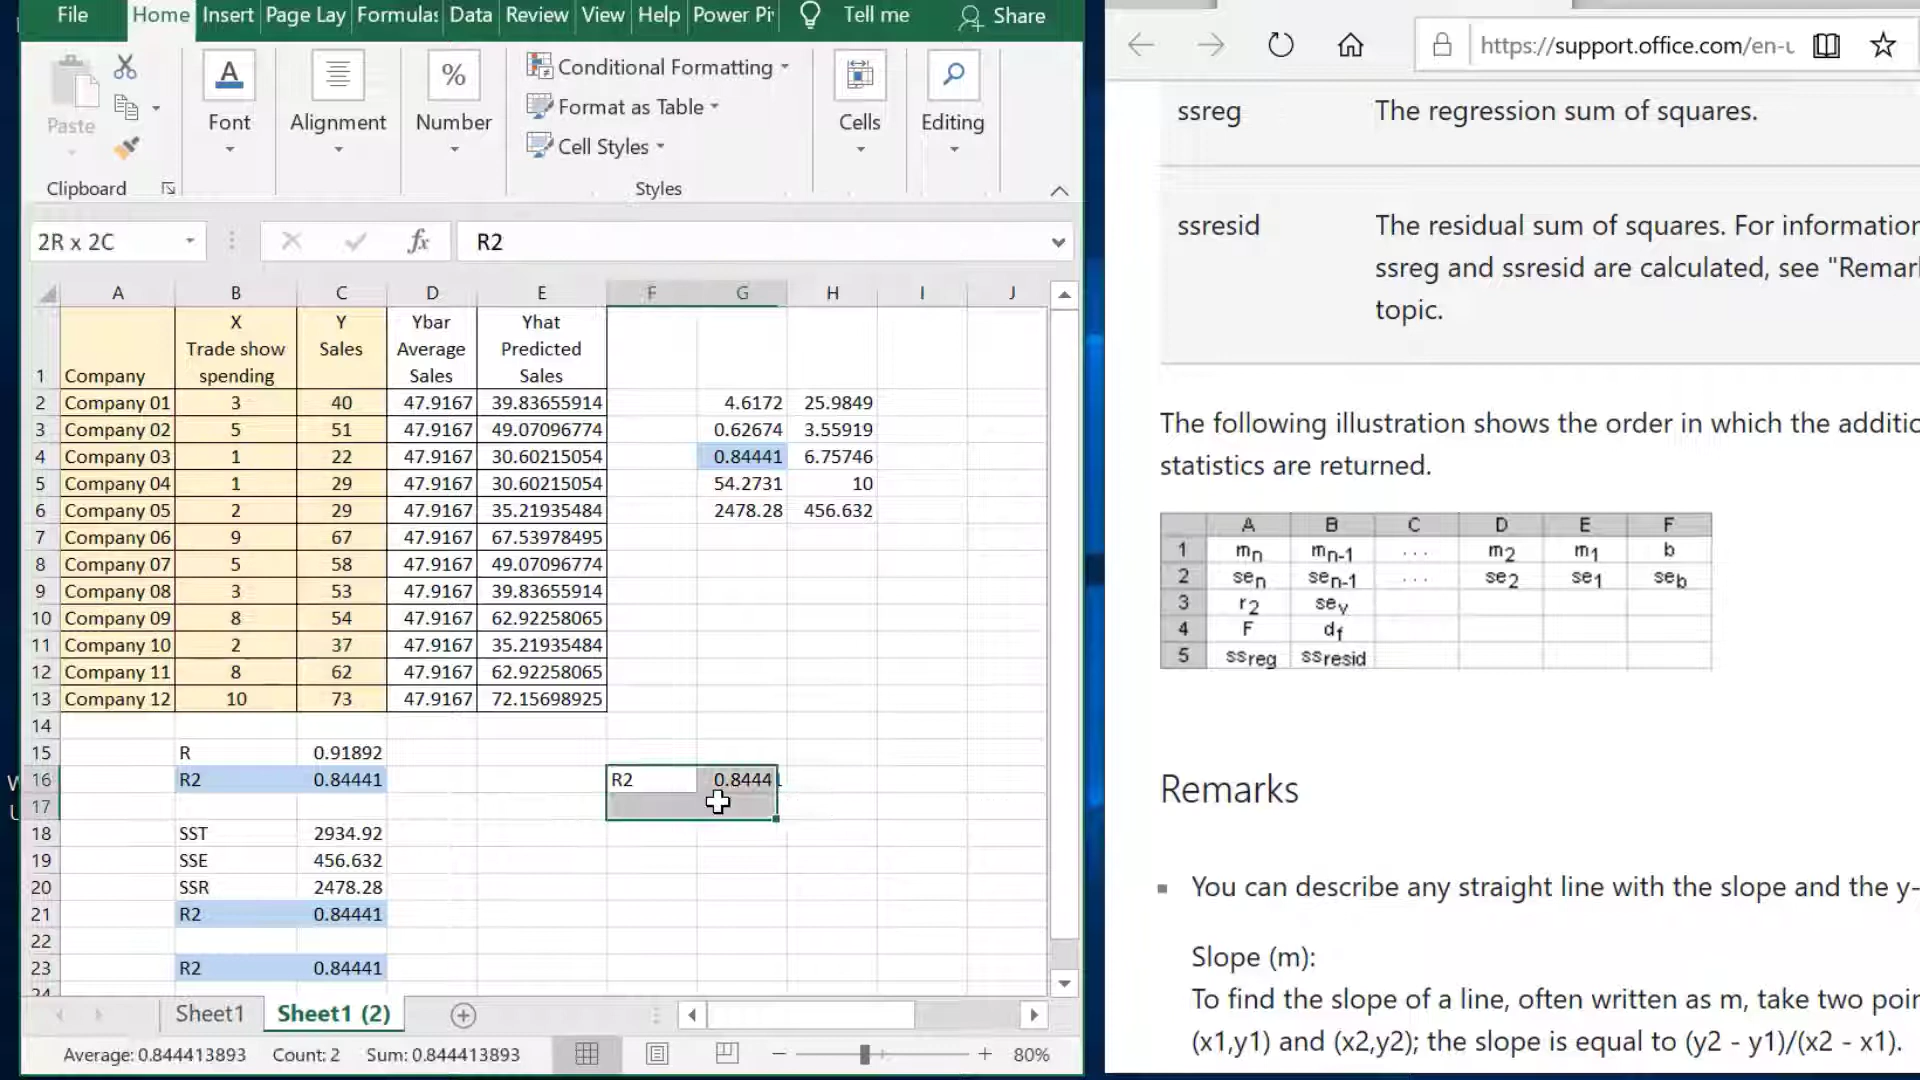 File Home Insert Page Lay Formulas Data Review View Help Power Pi Tell me Share
Paste
Font
Alignment
%
Number
Conditional Formatting
Format as Table
Cell Styles
Cells
Editing
Clipboard
Styles
2R x 2C fx R2
A B C D E F G H I J
1 Company X Trade show spending Y Sales Ybar Average Sales Yhat Predicted Sales
2 Company 01 3 40 47.9167 39.83655914 4.6172 25.9849
3 Company 02 5 51 47.9167 49.07096774 0.62674 3.55919
4 Company 03 1 22 47.9167 30.60215054 0.84441 6.75746
5 Company 04 1 29 47.9167 30.60215054 54.2731 10
6 Company 05 2 29 47.9167 35.21935484 2478.28 456.632
7 Company 06 9 67 47.9167 67.53978495
8 Company 07 5 58 47.9167 49.07096774
9 Company 08 3 53 47.9167 39.83655914
10 Company 09 8 54 47.9167 62.92258065
11 Company 10 2 37 47.9167 35.21935484
12 Company 11 8 62 47.9167 62.92258065
13 Company 12 10 73 47.9167 72.15698925
14
15 R 0.91892
16 R2 0.84441 R2 0.84441
17
18 SST 2934.92
19 SSE 456.632
20 SSR 2478.28
21 R2 0.84441
22
23 R2 0.84441
24
Sheet1 Sheet1 (2)
Average: 0.844413893 Count: 2 Sum: 0.844413893 80%
https://support.office.com/en-u
ssreg The regression sum of squares.
ssresid The residual sum of squares. For information
ssreg and ssresid are calculated, see "Remark
topic.
The following illustration shows the order in which the additio
statistics are returned.
A B C D E F
1 mn mn-1 . . . m2 m1 b
2 sen sen-1 . . . se2 se1 seb
3 r2 sev
4 F df
5 ssreg ssresid
Remarks
▪ You can describe any straight line with the slope and the y-
Slope (m):
To find the slope of a line, often written as m, take two poin
(x1,y1) and (x2,y2); the slope is equal to (y2 - y1)/(x2 - x1).